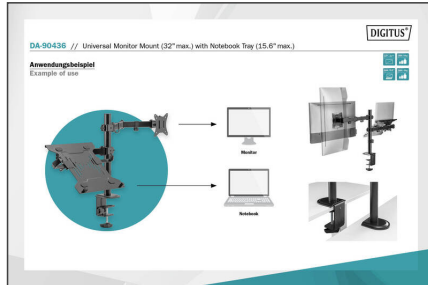 DIGITUS®
DA-90436 // Universal Monitor Mount (32" max.) with Notebook Tray (15.6" max.)
Anwendungsbeispiel
Example of use
Monitor
Notebook